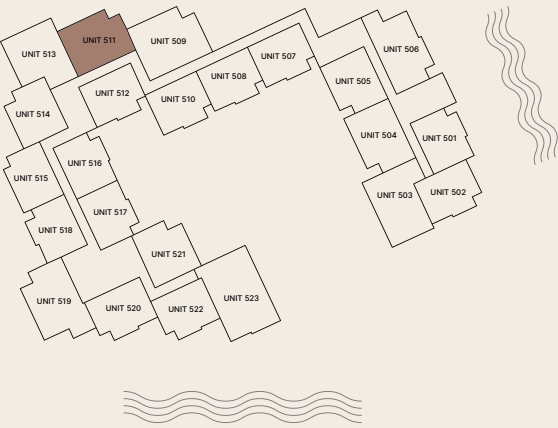 UNIT 511
UNIT 509
UNIT 513
UNIT 506
UNIT 507
UNIT 508
UNIT 505
UNIT 512
UNIT 510
UNIT 514
UNIT 504
UNIT 501
UNIT 516
UNIT 515
UNIT 503
UNIT 502
UNIT 517
UNIT 518
UNIT 521
UNIT 519
UNIT 523
UNIT 520
UNIT 522